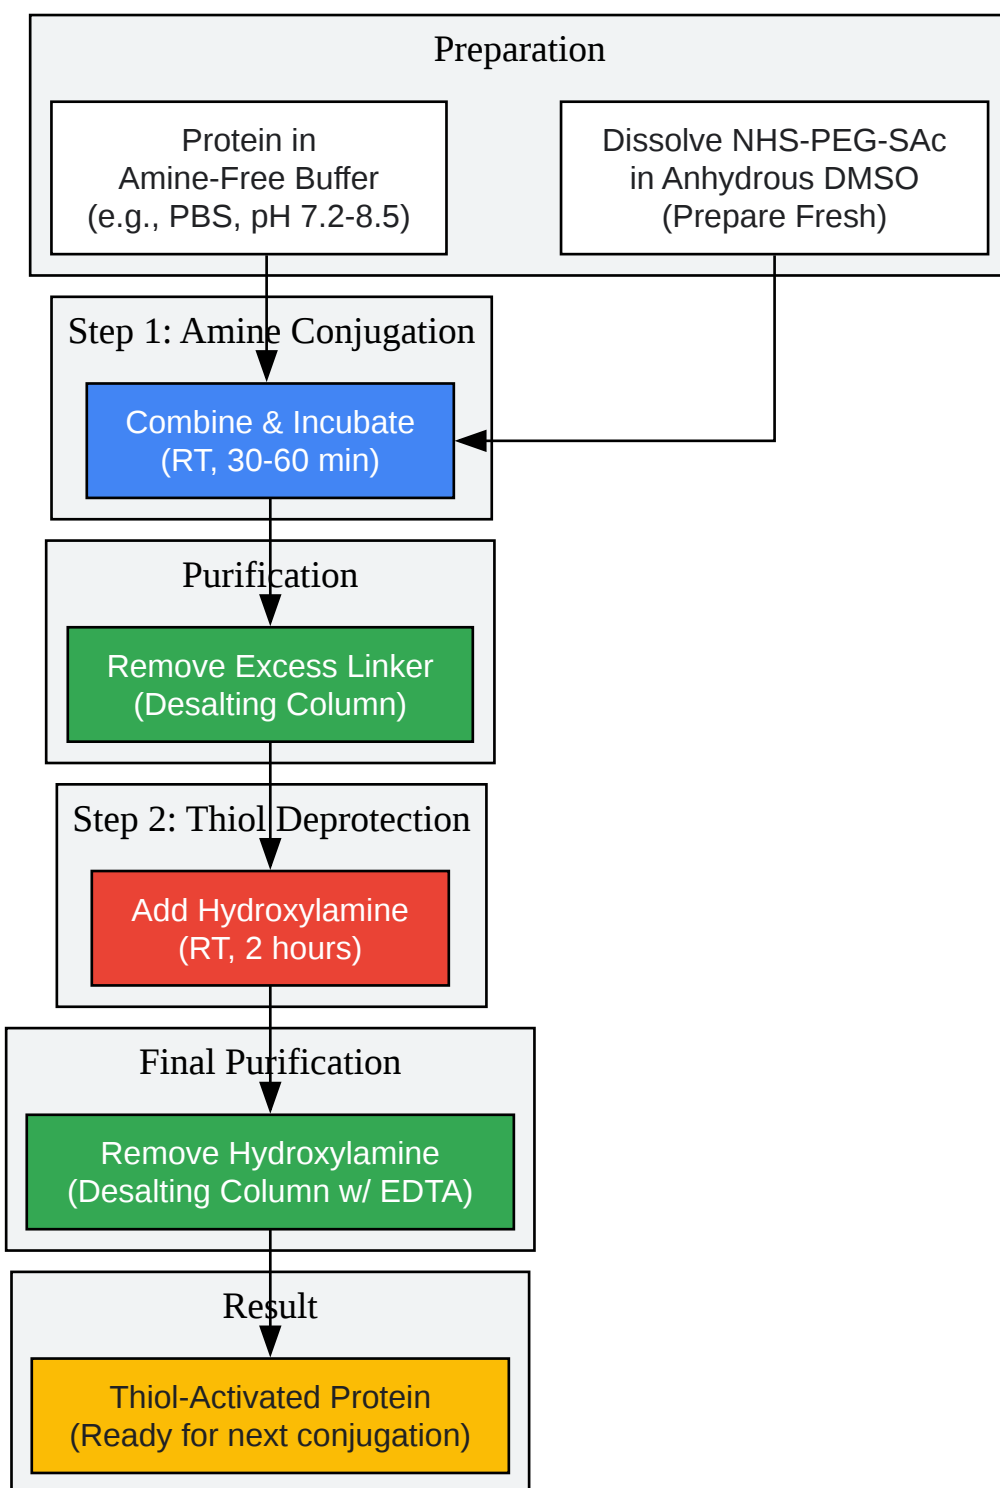 Preparation
Protein in
Amine-Free Buffer
(e.g., PBS, pH 7.2-8.5)
Dissolve NHS-PEG-SAc
in Anhydrous DMSO
(Prepare Fresh)
Step 1: Amine Conjugation
Combine & Incubate
(RT, 30-60 min)
Purification
Remove Excess Linker
(Desalting Column)
Step 2: Thiol Deprotection
Add Hydroxylamine
(RT, 2 hours)
Final Purification
Remove Hydroxylamine
(Desalting Column w/ EDTA)
Result
Thiol-Activated Protein
(Ready for next conjugation)